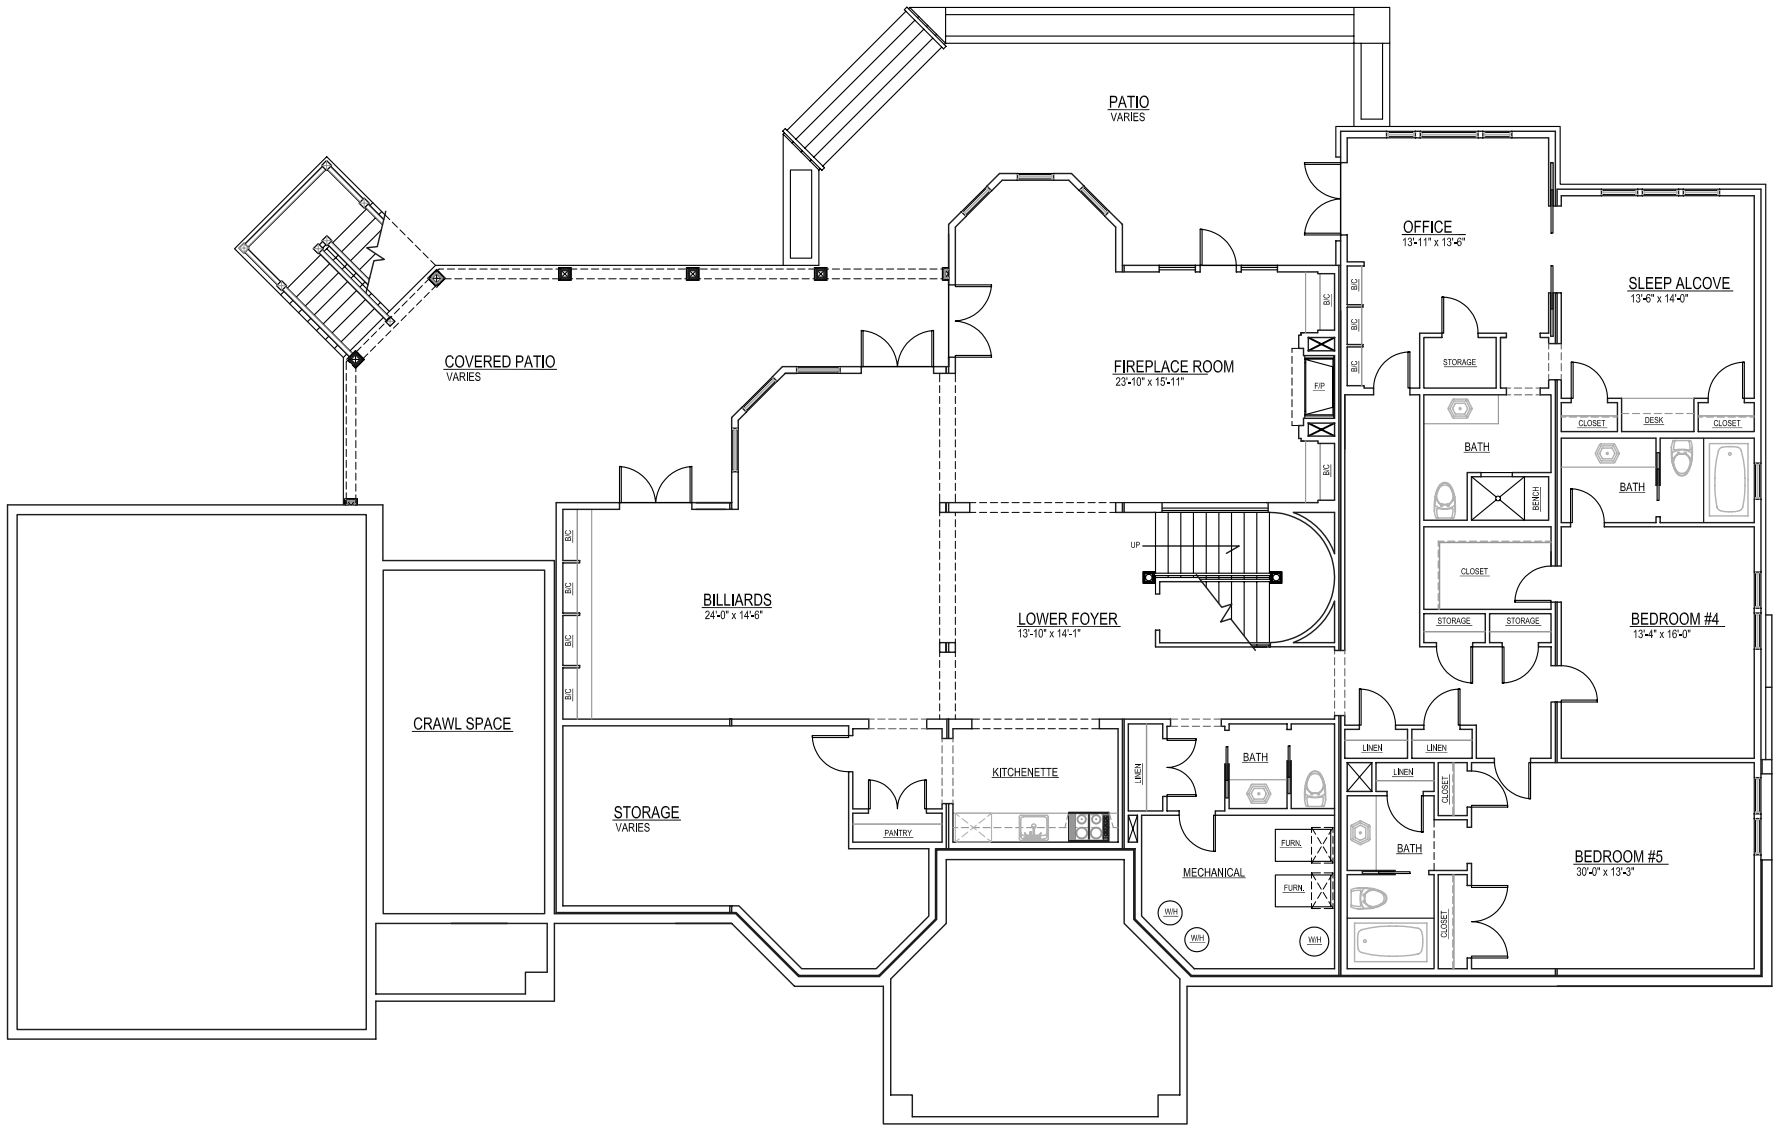 PATIO
VARIES
OFFICE
13'-11" x 13'-6"
SLEEP ALCOVE
13'-6" x 14'-0"
B/C
B/C
B/C
B/C
COVERED PATIO
VARIES
FIREPLACE ROOM
23'-10" x 15'-11"
F/P
STORAGE
CLOSET
DESK
CLOSET
BATH
B/C
BATH
BENCH
B/C
B/C
B/C
B/C
UP
CLOSET
BILLIARDS
24'-0" x 14'-6"
LOWER FOYER
13'-10" x 14'-1"
STORAGE
STORAGE
BEDROOM #4
13'-4" x 16'-0"
CRAWL SPACE
LINEN
LINEN
KITCHENETTE
LINEN
BATH
LINEN
CLOSET
STORAGE
VARIES
PANTRY
FURN.
BATH
BEDROOM #5
30'-0" x 13'-3"
MECHANICAL
FURN.
W/H
W/H
W/H
CLOSET